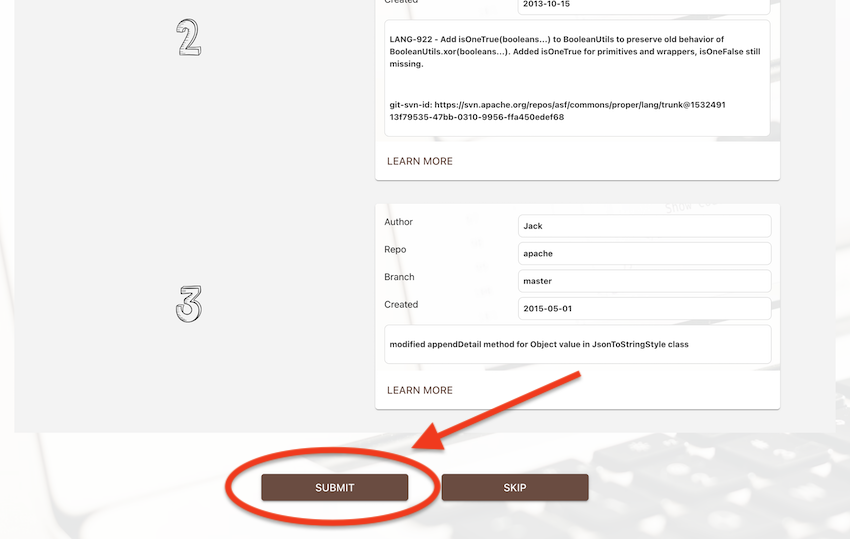 Created
2013-10-15
2
LANG-922 - Add isOneTrue(booleans...) to BooleanUtils to preserve old behavior of
BooleanUtils.xor(booleans...). Added isOneTrue for primitives and wrappers, isOneFalse still
missing.
git-svn-id: https://svn.apache.org/repos/asf/commons/proper/lang/trunk@1532491
13f79535-47bb-0310-9956-ffa450edef68
LEARN MORE
Author
Jack
Repo
apache
Branch
master
3
Created
2015-05-01
modified appendDetail method for Object value in JsonToStringStyle class
LEARN MORE
SUBMIT
SKIP